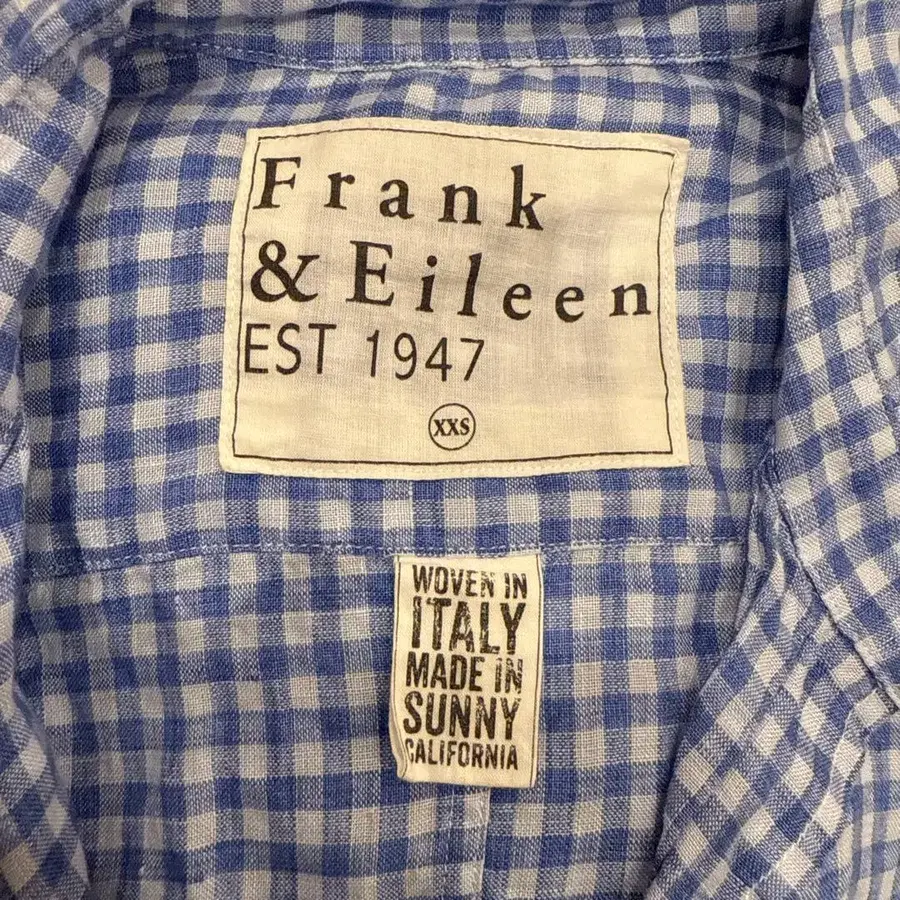 Frank
& Eileen
EST 1947
XXS
WOVEN IN
ITALY
MADE IN
SUNNY
CALIFORNIA